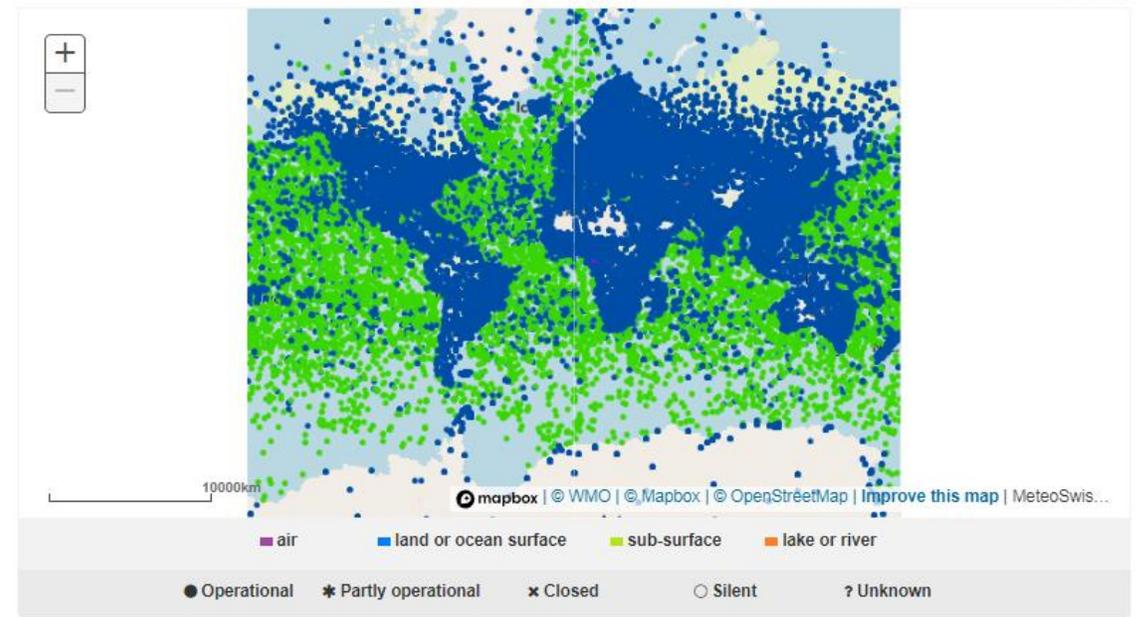 +
−
Ic
10000km
mapbox | © WMO | © Mapbox | © OpenStreetMap | Improve this map | MeteoSwis...
air land or ocean surface sub-surface lake or river
Operational Partly operational Closed Silent ? Unknown